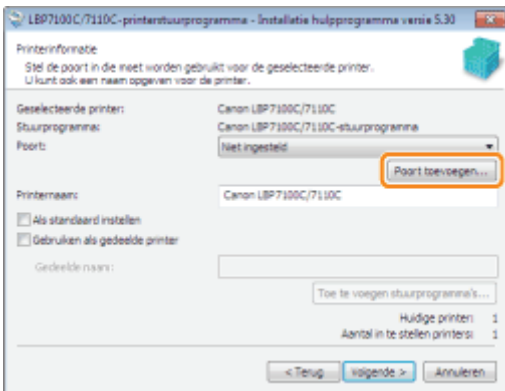 LBP7100C/7110C-printerstuurprogramma - Installatie hulpprogramma versie 5.30
Printerinformatie
Stel de poort in die moet worden gebruikt voor de geselecteerde printer.
U kunt ook een naam opgeven voor de printer.
Geselecteerde printer: Canon LBP7100C/7110C
Stuurprogramma: Canon LBP7100C/7110C-stuurprogramma
Poort: Niet ingesteld
Poort toevoegen...
Printernaam: Canon LBP7100C/7110C
Als standaard instellen
Gebruiken als gedeelde printer
Gedeelde naam:
Toe te voegen stuurprogramma's...
Huidige printer: 1
Aantal in te stellen printers: 1
< Terug Volgende > Annuleren